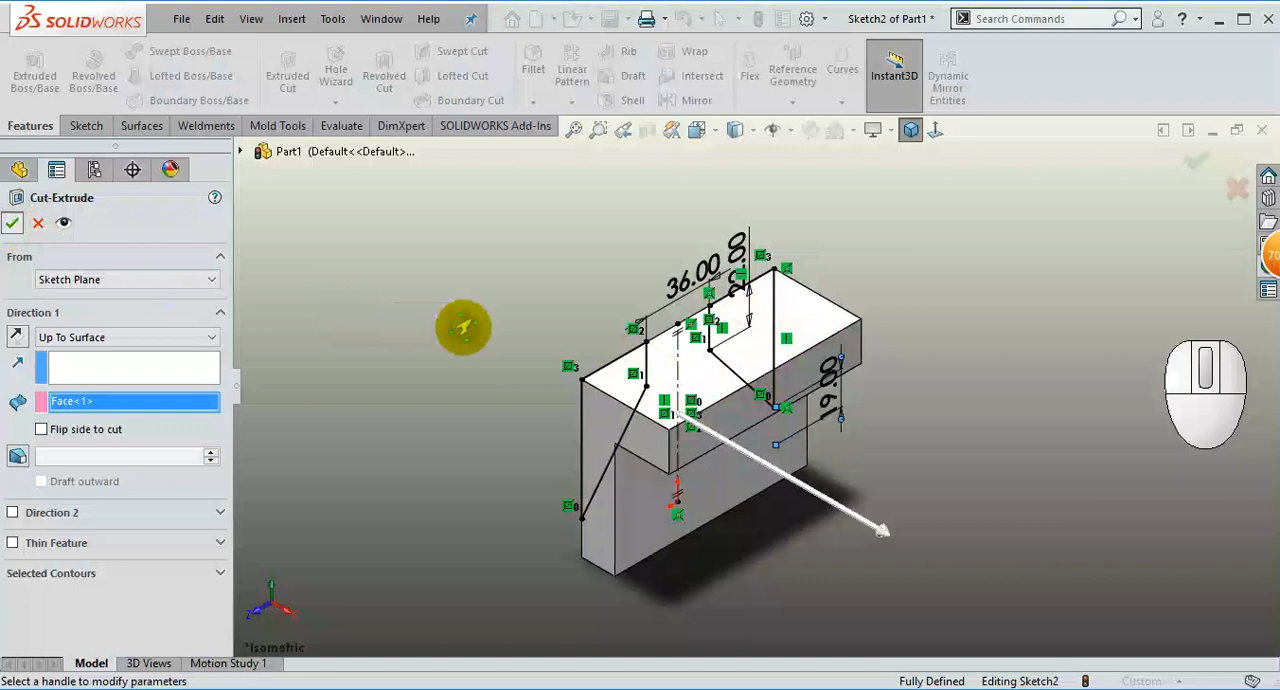 SOLIDWORKS File Edit View Insert Tools Window Help Sketch2 of Part1 * Search Commands ?
Extruded Boss/Base
Revolved Boss/Base
Swept Boss/Base
Lofted Boss/Base
Boundary Boss/Base
Extruded Cut
Hole Wizard
Revolved Cut
Swept Cut
Lofted Cut
Boundary Cut
Fillet
Linear Pattern
Rib
Draft
Shell
Wrap
Intersect
Mirror
Flex
Reference Geometry
Curves
Instant3D
Dynamic Mirror Entities
Features Sketch Surfaces Weldments Mold Tools Evaluate DimXpert SOLIDWORKS Add-Ins
Part1 (Default<<Default>...
Cut-Extrude ?
From
Sketch Plane
Direction 1
Up To Surface
Face<1>
Flip side to cut
Draft outward
Direction 2
Thin Feature
Selected Contours
36.00
16.00
70
*Isometric
Model 3D Views Motion Study 1
Select a handle to modify parameters Fully Defined Editing Sketch2 Custom